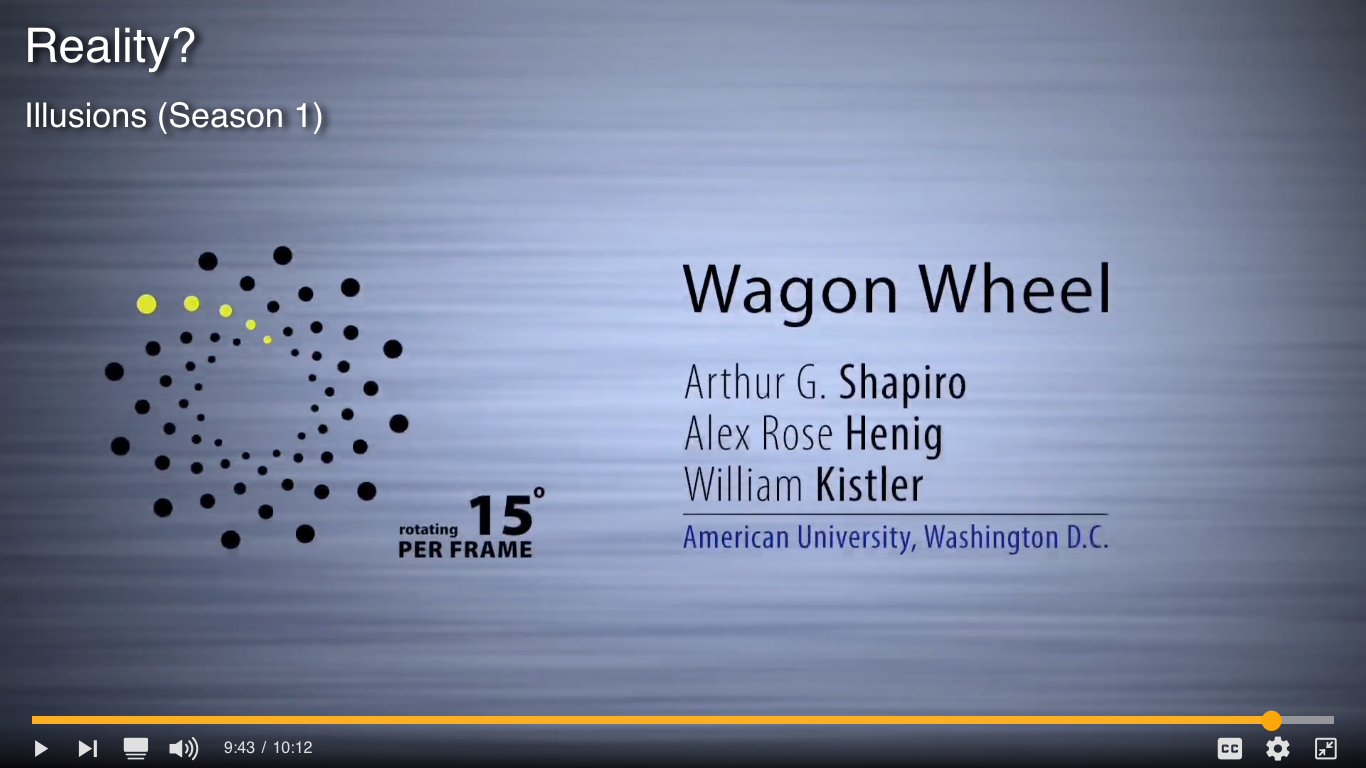 Reality?
Illusions (Season 1)
Wagon Wheel
Arthur G. Shapiro
Alex Rose Henig
William Kistler
American University, Washington D.C.
rotating 15°
PER FRAME
9:43 / 10:12
CC